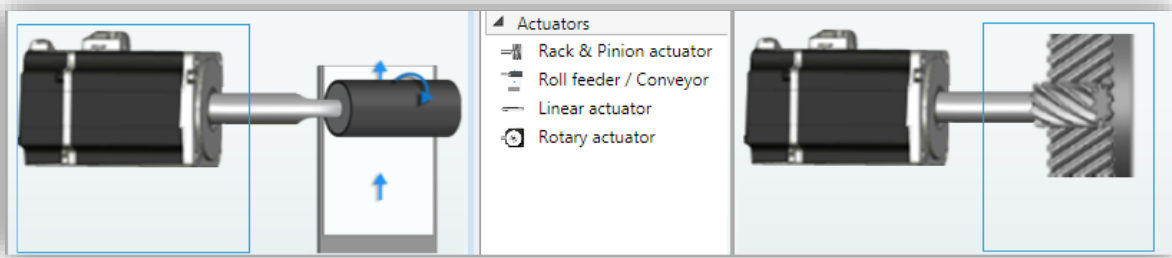 Actuators
Rack & Pinion actuator
Roll feeder / Conveyor
Linear actuator
Rotary actuator